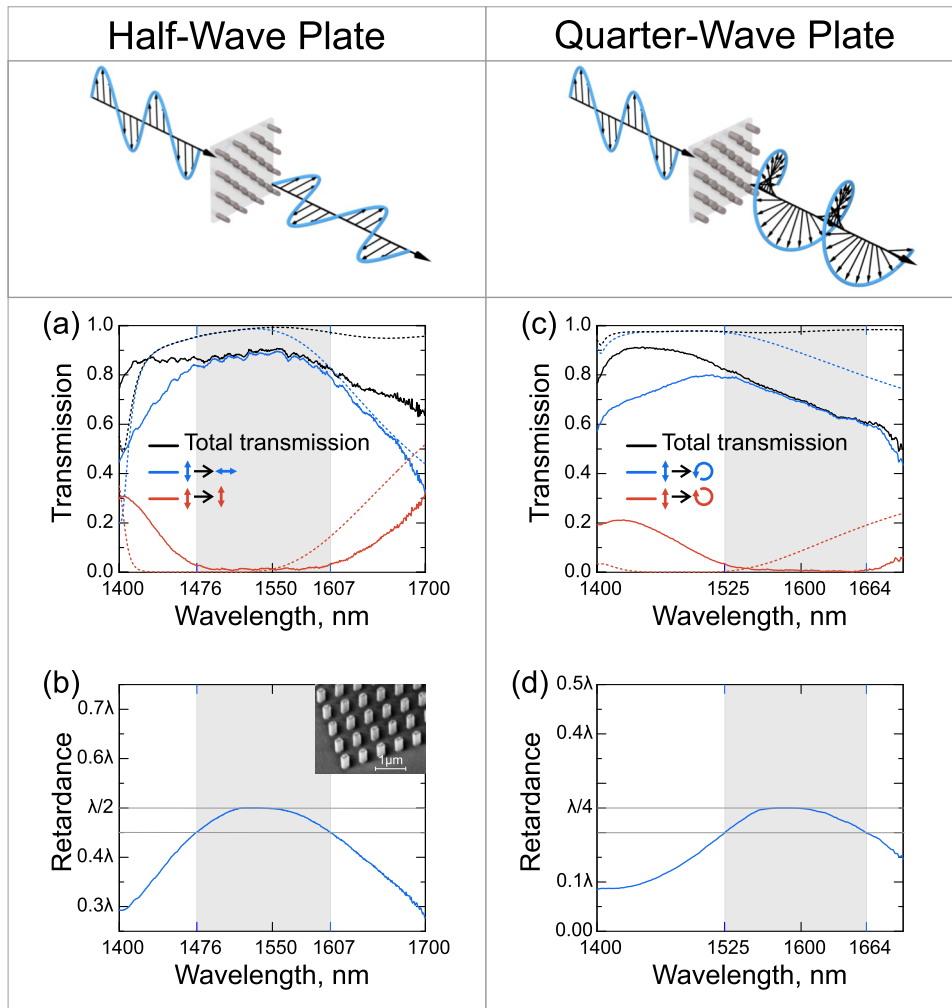 Half-Wave Plate
Quarter-Wave Plate
(a)
1.0
0.8
0.6
0.4
0.2
0.0
Transmission
Total transmission
1400
1476
1550
1607
1700
Wavelength, nm
(c)
1.0
0.8
0.6
0.4
0.2
0.0
Transmission
Total transmission
1400
1525
1600
1664
Wavelength, nm
(b)
0.7λ
0.6λ
λ/2
0.4λ
0.3λ
Retardance
1μm
1400
1476
1550
1607
1700
Wavelength, nm
(d)
0.5λ
0.4λ
λ/4
0.1λ
0.00
Retardance
1400
1525
1600
1664
Wavelength, nm